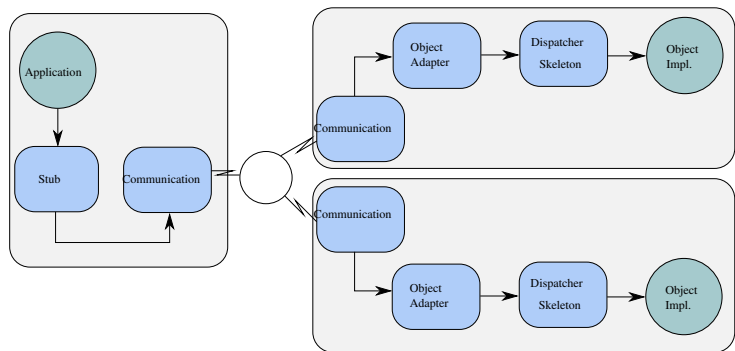 Application
Stub
Communication
Communication
Object
Adapter
Dispatcher
Skeleton
Object
Impl.
Communication
Object
Adapter
Dispatcher
Skeleton
Object
Impl.